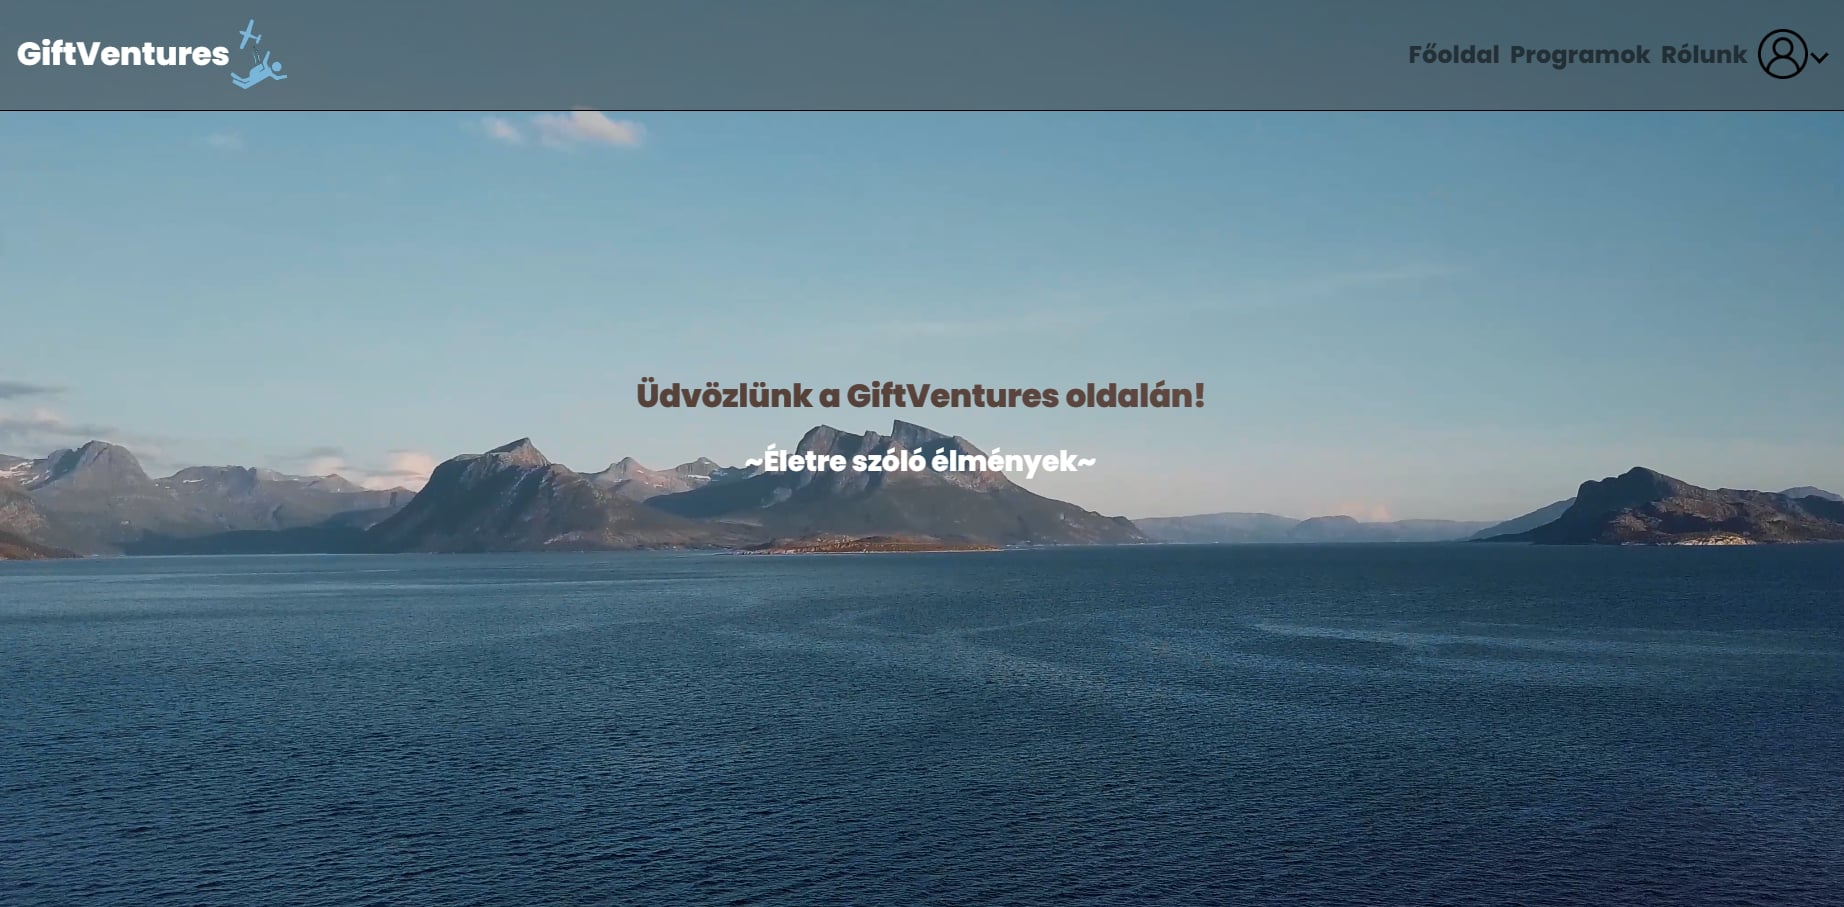 GiftVentures
Főoldal Programok Rólunk
Üdvözlünk a GiftVentures oldalán!
~Életre szóló élmények~